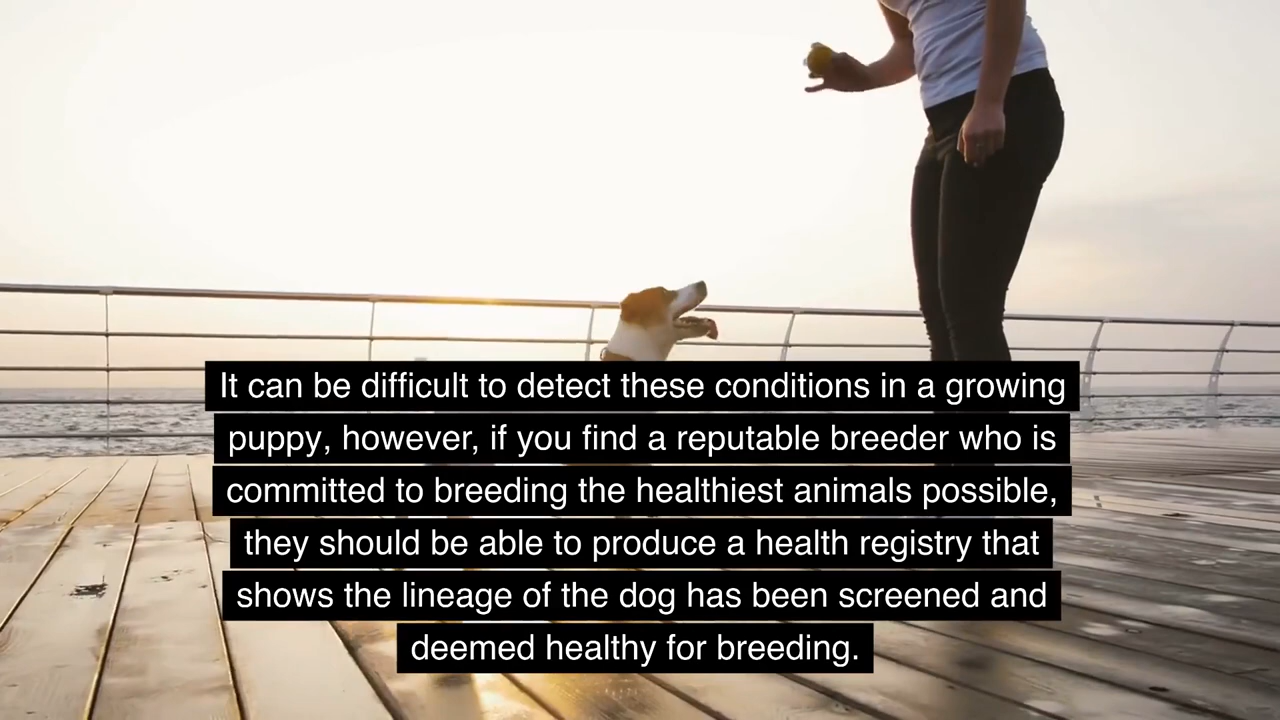 It can be difficult to detect these conditions in a growing
puppy, however, if you find a reputable breeder who is
committed to breeding the healthiest animals possible,
they should be able to produce a health registry that
shows the lineage of the dog has been screened and
deemed healthy for breeding.